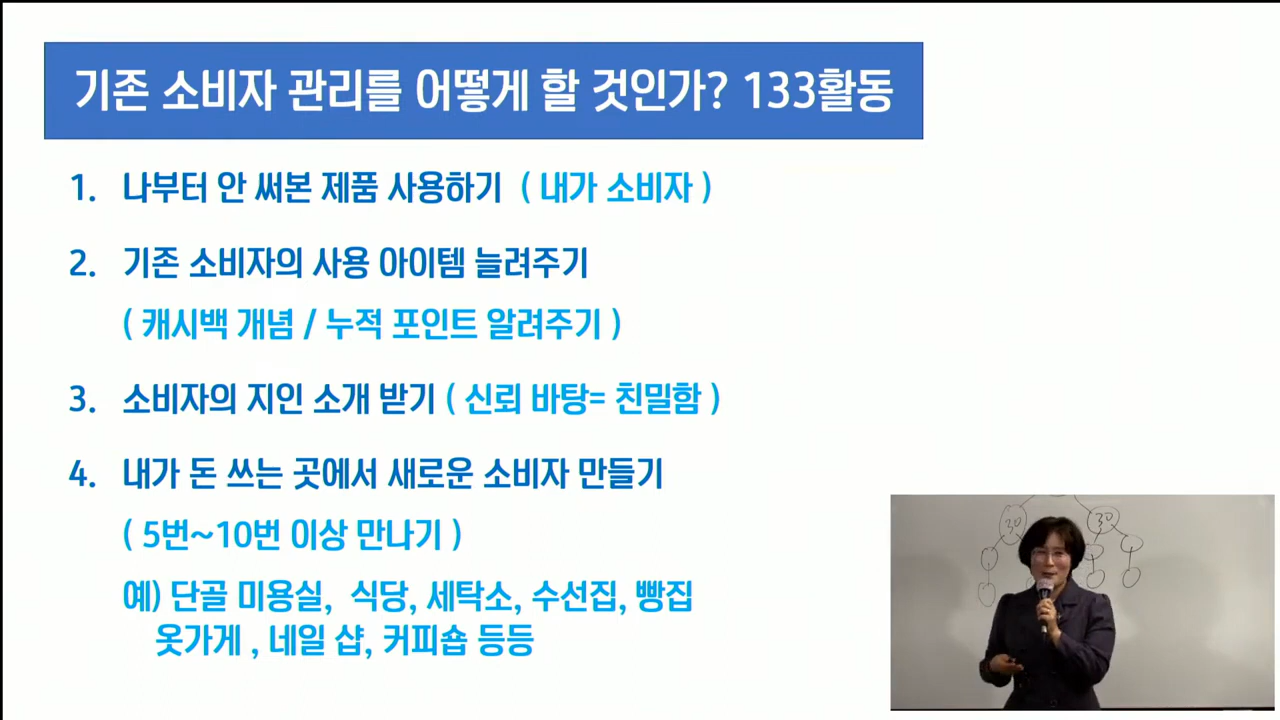 기존 소비자 관리를 어떻게 할 것인가? 133활동
1. 나부터 안 써본 제품 사용하기 ( 내가 소비자 )
2. 기존 소비자의 사용 아이템 늘려주기
( 캐시백 개념 / 누적 포인트 알려주기 )
3. 소비자의 지인 소개 받기 ( 신뢰 바탕= 친밀함 )
4. 내가 돈 쓰는 곳에서 새로운 소비자 만들기
( 5번~10번 이상 만나기 )
예) 단골 미용실, 식당, 세탁소, 수선집, 빵집
옷가게 , 네일 샵, 커피숍 등등
30 30